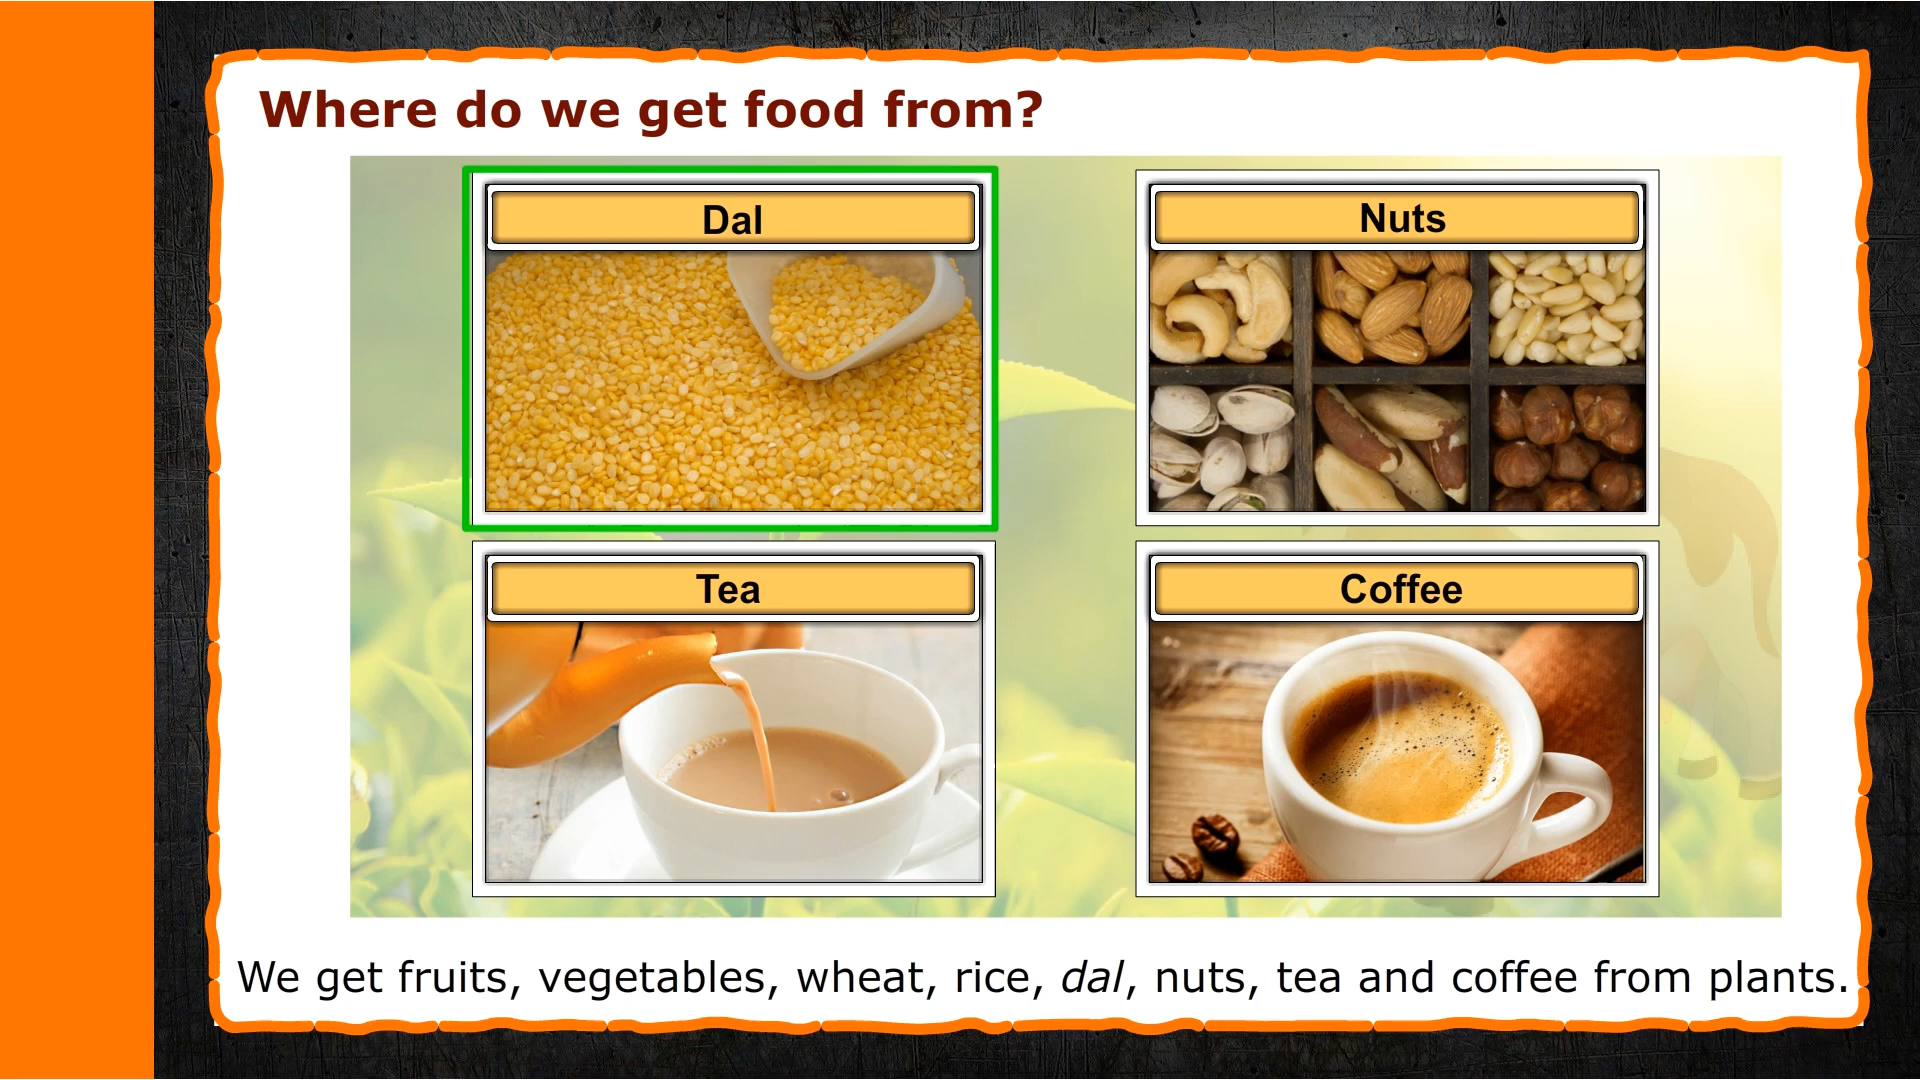 Where do we get food from?
Dal
Nuts
Tea
Coffee
We get fruits, vegetables, wheat, rice, dal, nuts, tea and coffee from plants.